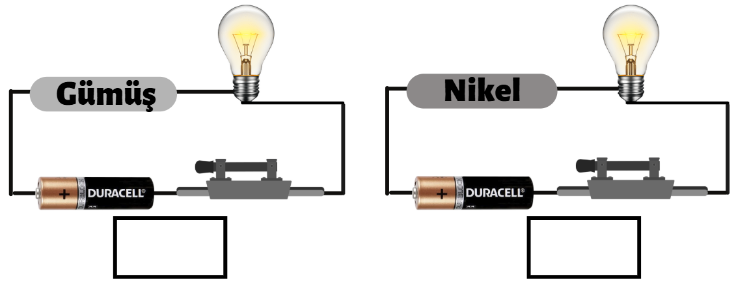 Gümüş
Nikel
+ DURACELL®
+ DURACELL®